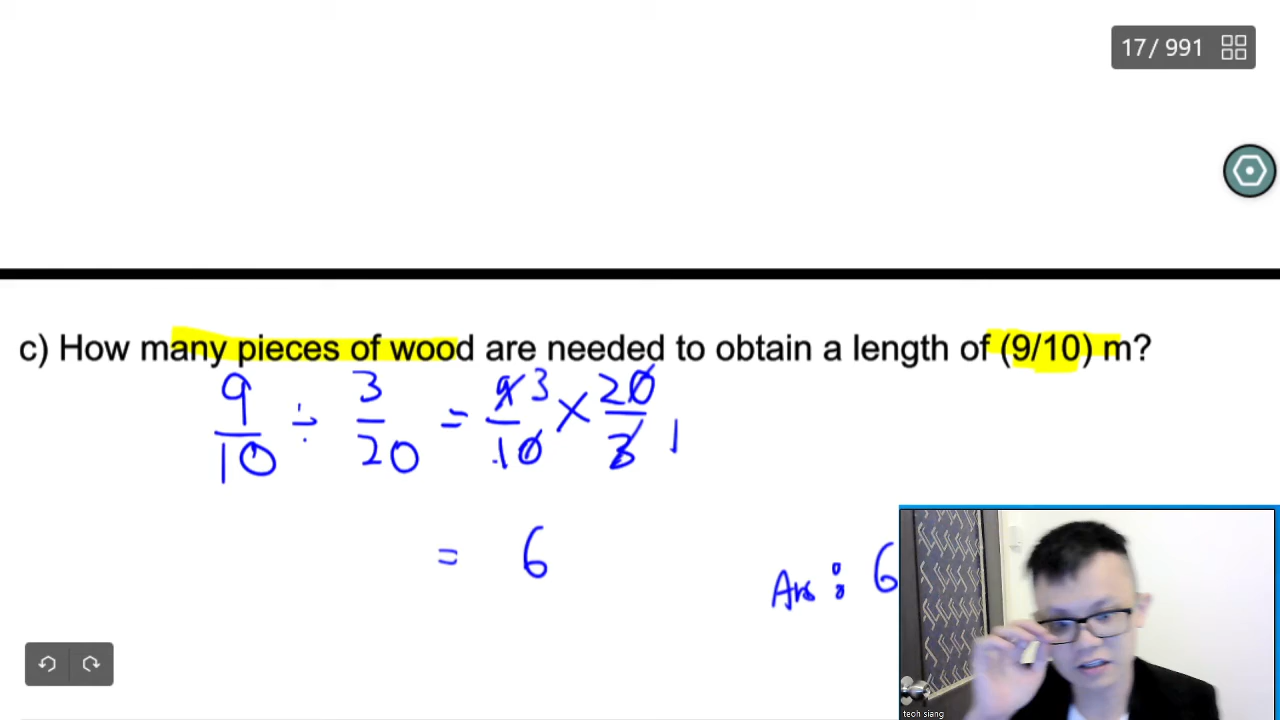 17 / 991
c) How many pieces of wood are needed to obtain a length of (9/10) m?
9/10 ÷ 3/20 = 9 3/10 × 20/3 1
= 6
Ans : 6
teoh siang